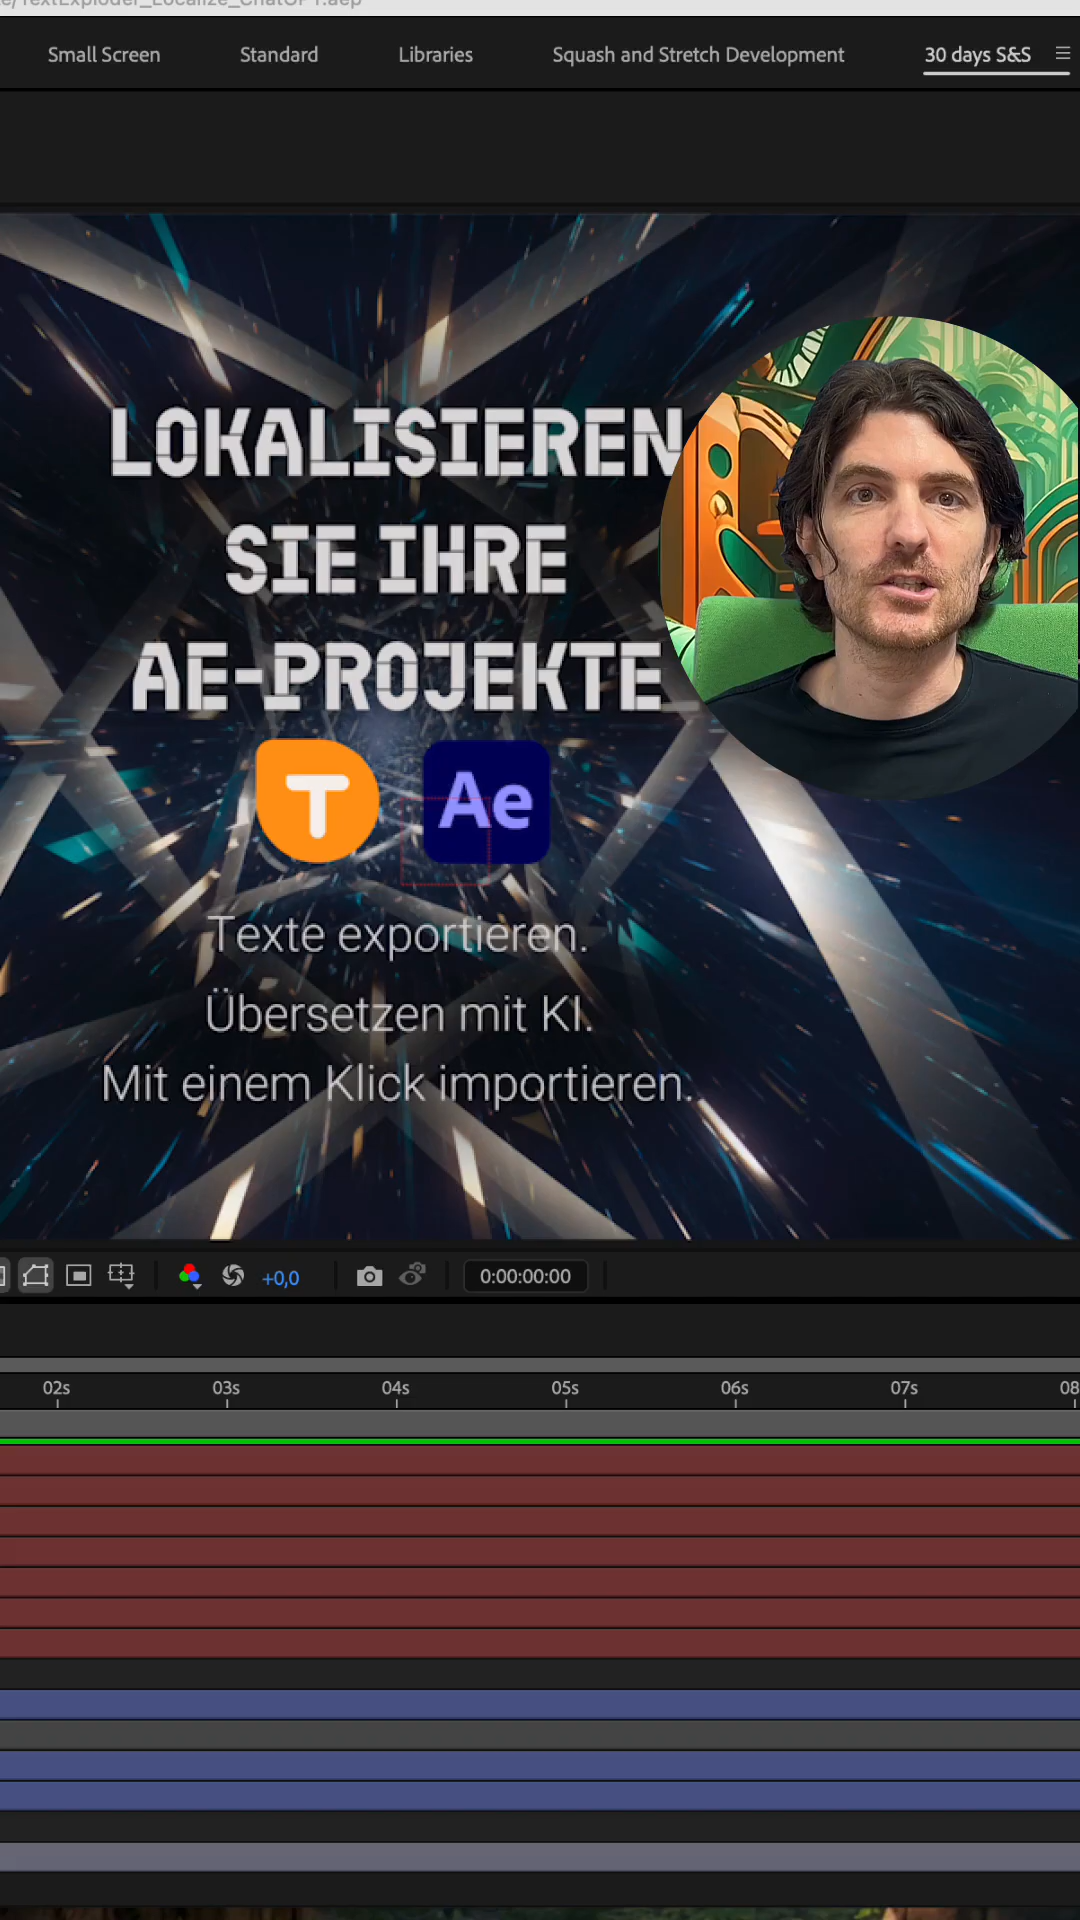 Small Screen Standard Libraries Squash and Stretch Development 30 days S&S
LOKALISIEREN
SIE IHRE
AE-PROJEKTE
T Ae
Texte exportieren.
Übersetzen mit KI.
Mit einem Klick importieren.
+0,0 0:00:00:00
02s 03s 04s 05s 06s 07s 08